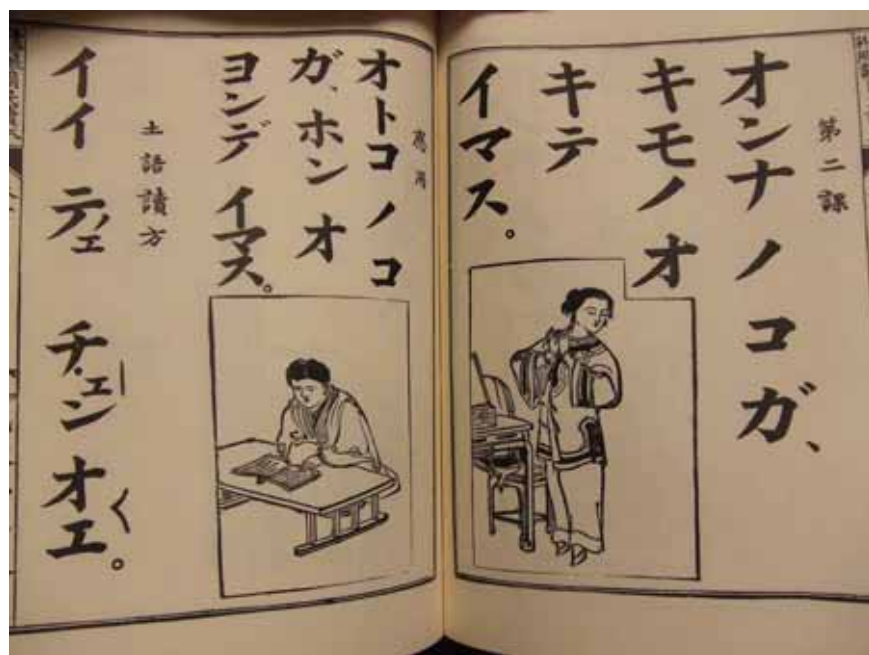 第二課
オンナノコガ、
キモノオ
キテ
イマス。
應用
オトコノコ
ガ、ホンオ
ヨンデイマス。
土語讀方
イイ テェ チェン オエ。